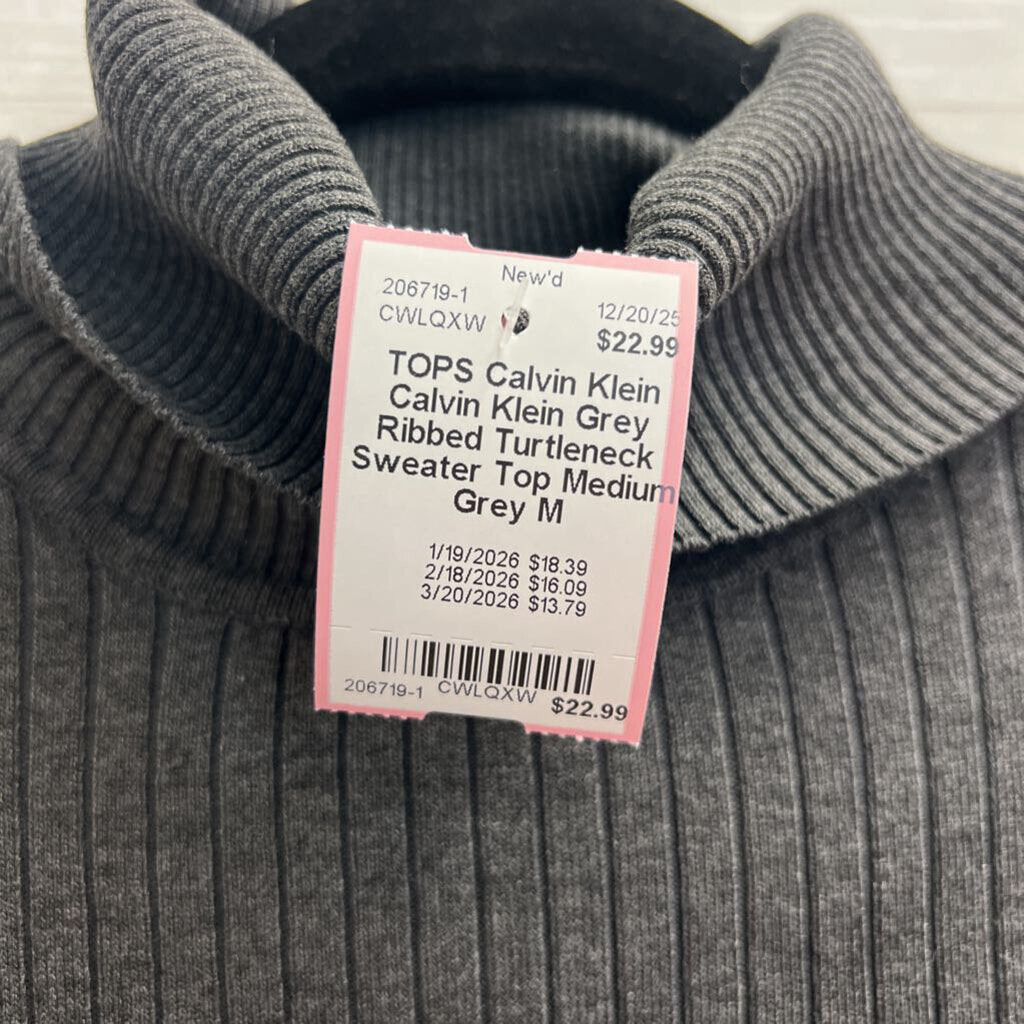 New'd
206719-1
CWLQXW
12/20/25
$22.99
TOPS Calvin Klein
Calvin Klein Grey
Ribbed Turtleneck
Sweater Top Medium
Grey M
1/19/2026 $18.39
2/18/2026 $16.09
3/20/2026 $13.79
206719-1 CWLQXW $22.99